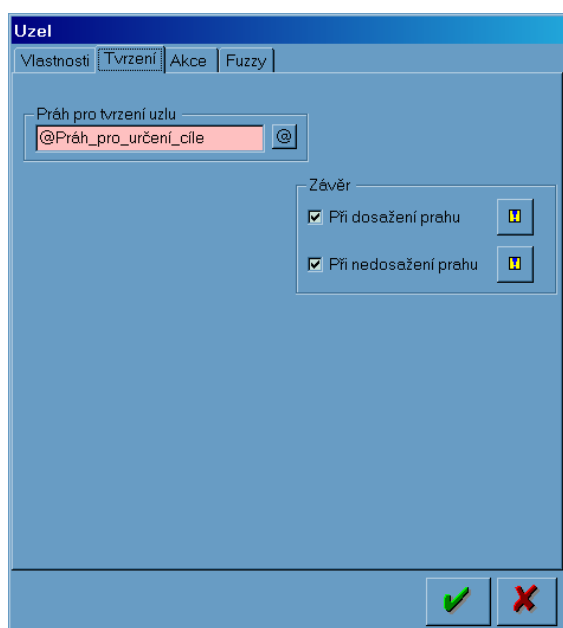 Uzel
Vlastnosti Tvrzení Akce Fuzzy
Práh pro tvrzení uzlu
@Práh_pro_určení_cíle @
Závěr
Při dosažení prahu
Při nedosažení prahu